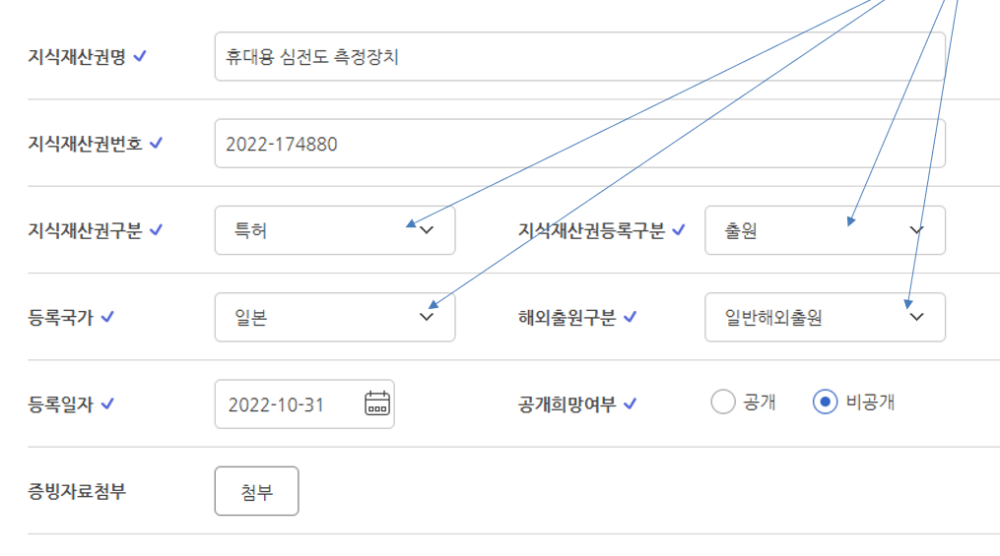 지식재산권명
휴대용 심전도 측정장치
지식재산권번호
2022-174880
지식재산권구분
특허
지식재산권등록구분
출원
등록국가
일본
해외출원구분
일반해외출원
등록일자
2022-10-31
공개희망여부
공개
비공개
증빙자료첨부
첨부